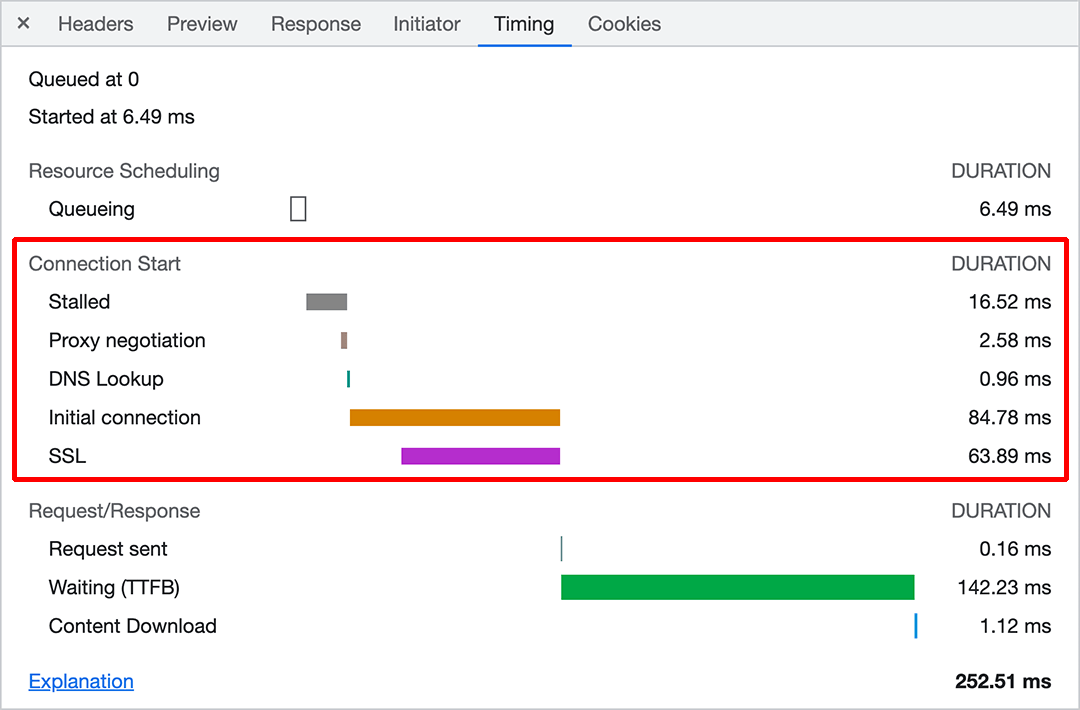 × Headers Preview Response Initiator Timing Cookies
Queued at 0
Started at 6.49 ms
Resource Scheduling DURATION
Queueing 6.49 ms
Connection Start DURATION
Stalled 16.52 ms
Proxy negotiation 2.58 ms
DNS Lookup 0.96 ms
Initial connection 84.78 ms
SSL 63.89 ms
Request/Response DURATION
Request sent 0.16 ms
Waiting (TTFB) 142.23 ms
Content Download 1.12 ms
Explanation 252.51 ms